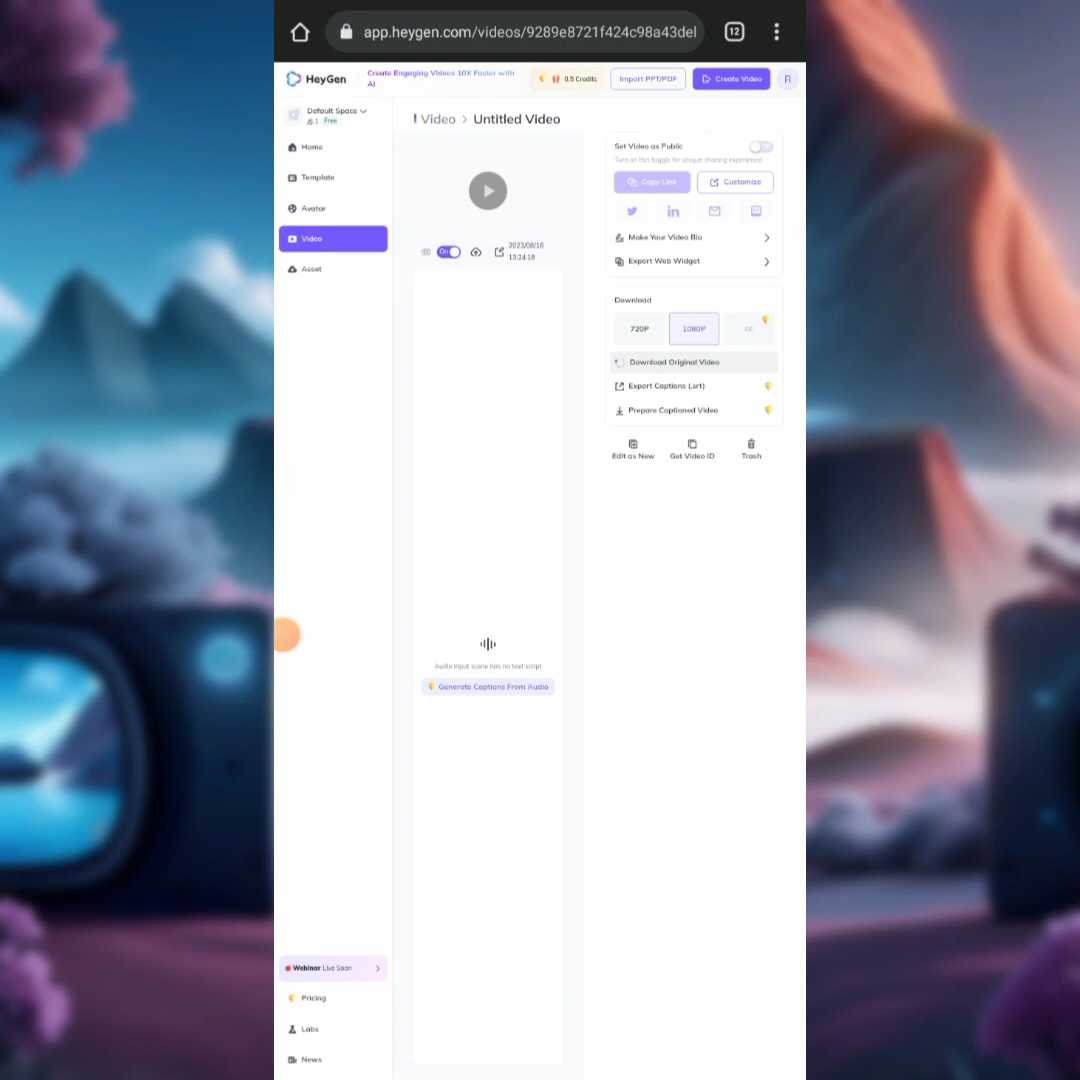 app.heygen.com/videos/9289e8721f424c98a43del
12
HeyGen
Create Engaging Videos 10X Faster with
AI
0.5 Credits
Import PPT/PDF
Create Video
R
Default Space
1 Free
Home
Template
Avatar
Video
Asset
Video > Untitled Video
On
2023/08/16
13:24:18
Audio input scene has no text script
Generate Captions From Audio
Set Video as Public
Turn on this toggle for unique sharing experience!
Copy Link
Customize
Make Your Video Bio
Export Web Widget
Download
720P
1080P
4K
Download Original Video
Export Captions (.srt)
Prepare Captioned Video
Edit as New
Get Video ID
Trash
Webinar Live Soon
Pricing
Labs
News